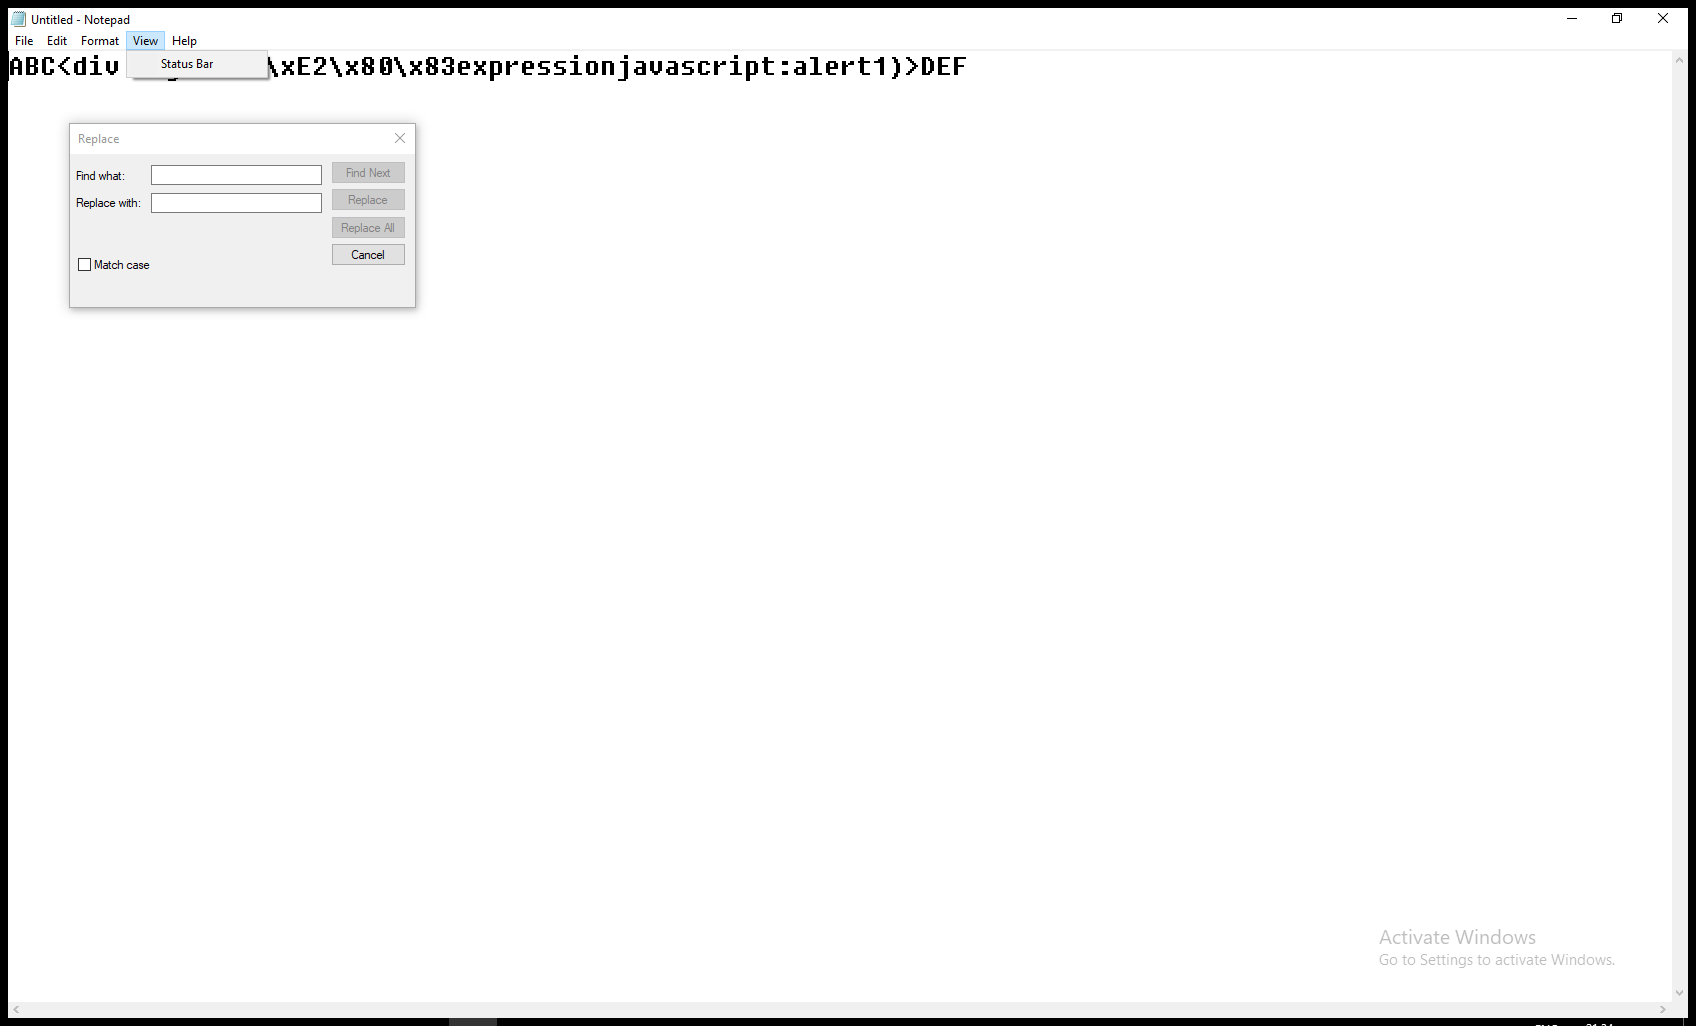 Untitled - Notepad
File Edit Format View Help
Status Bar
ABC<div \xE2\x80\x83expressionjavascript:alert1)>DEF
Replace
Find what:
Find Next
Replace with:
Replace
Replace All
Cancel
Match case
Activate Windows
Go to Settings to activate Windows.